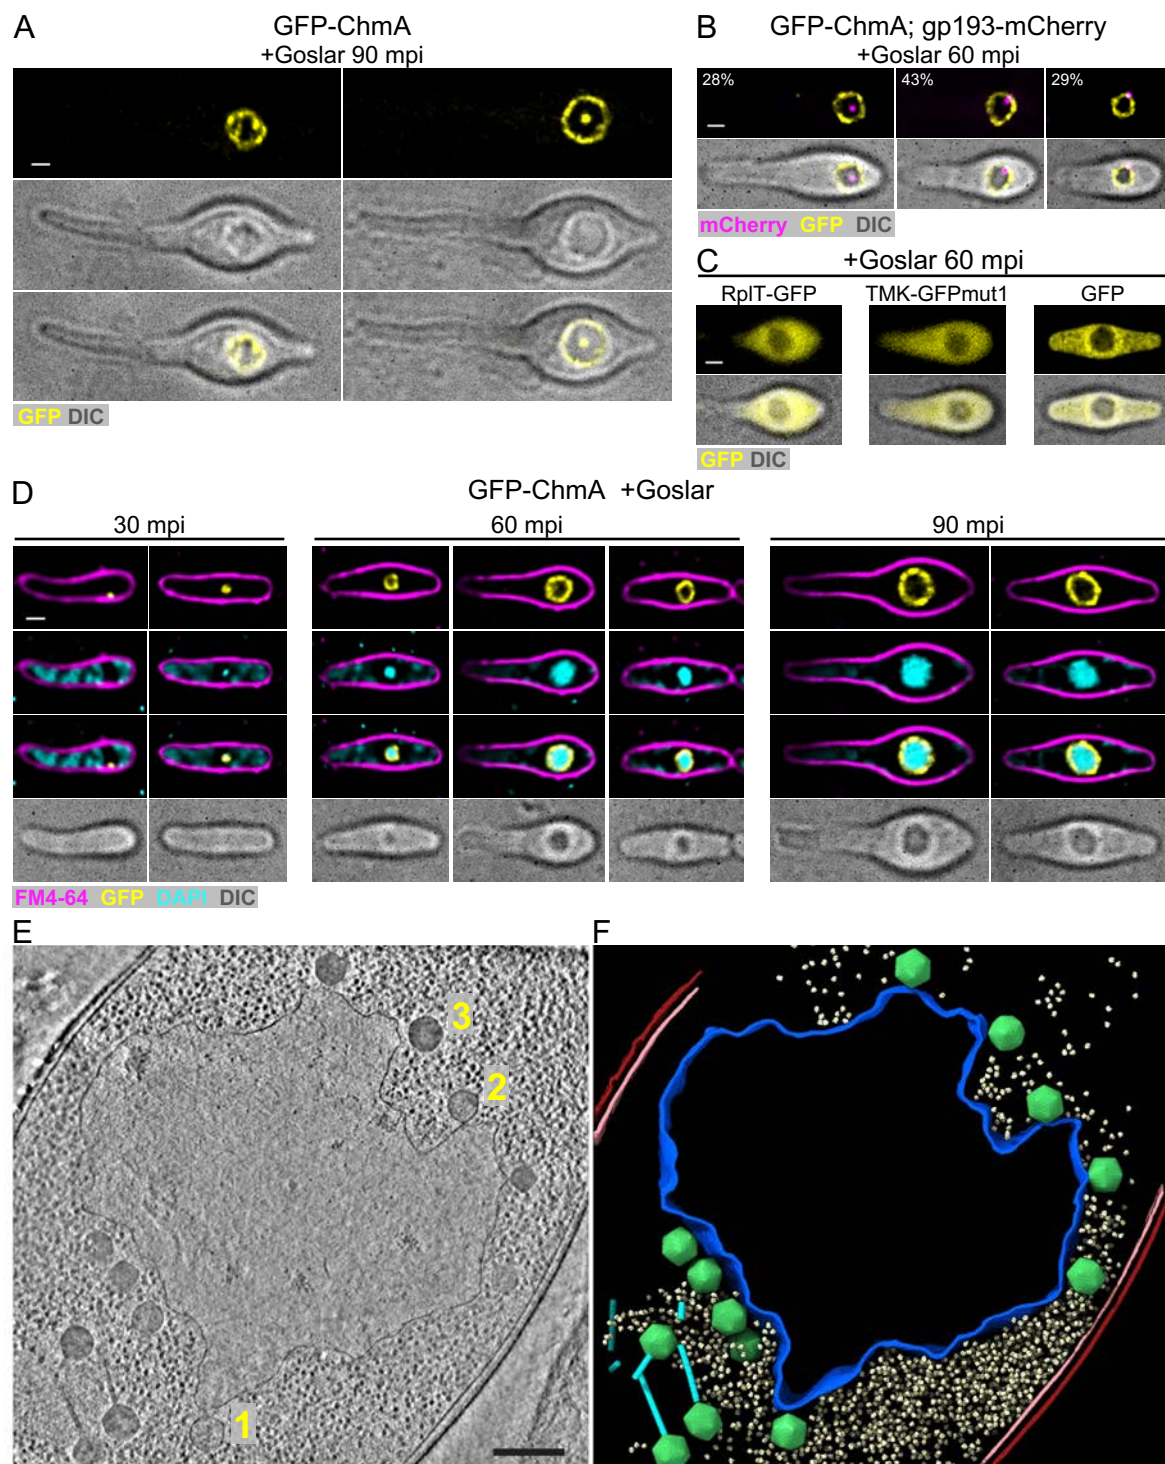 A
GFP-ChmA
+Goslar 90 mpi
GFP DIC
B
GFP-ChmA; gp193-mCherry
+Goslar 60 mpi
28%
43%
29%
mCherry GFP DIC
C
+Goslar 60 mpi
RplT-GFP
TMK-GFPmut1
GFP
GFP DIC
D
GFP-ChmA +Goslar
30 mpi
60 mpi
90 mpi
FM4-64 GFP DAPI DIC
E
3
2
1
F